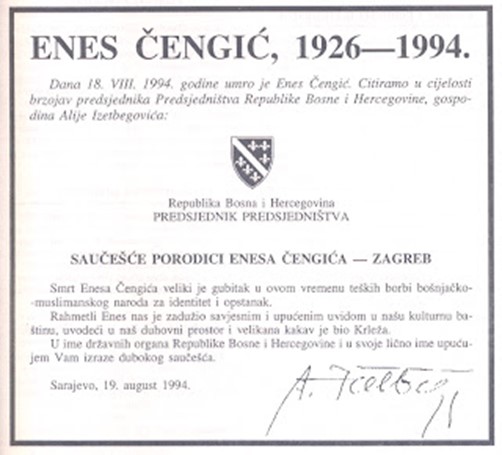 ENES ČENGIĆ, 1926—1994.
Dana 18. VIII. 1994. godine umro je Enes Čengić. Citiramo u cijelosti
brzojav predsjednika Predsjedništva Republike Bosne i Hercegovine, gospo-
dina Alije Izetbegovića:
Republika Bosna i Hercegovina
PREDSJEDNIK PREDSJEDNIŠTVA
SAUČEŠĆE PORODICI ENESA ČENGIĆA — ZAGREB
Smrt Enesa Čengića veliki je gubitak u ovom vremenu teških borbi bošnjačko-
-muslimanskog naroda za identitet i opstanak.
Rahmetli Enes nas je zadužio savjesnim i upućenim uvidom u našu kulturnu ba-
štinu, uvodeći u naš duhovni prostor i velikana kakav je bio Krleža.
U ime državnih organa Republike Bosne i Hercegovine i u svoje lično ime upuću-
jem Vam izraze dubokog saučešća.
Sarajevo, 19. august 1994.